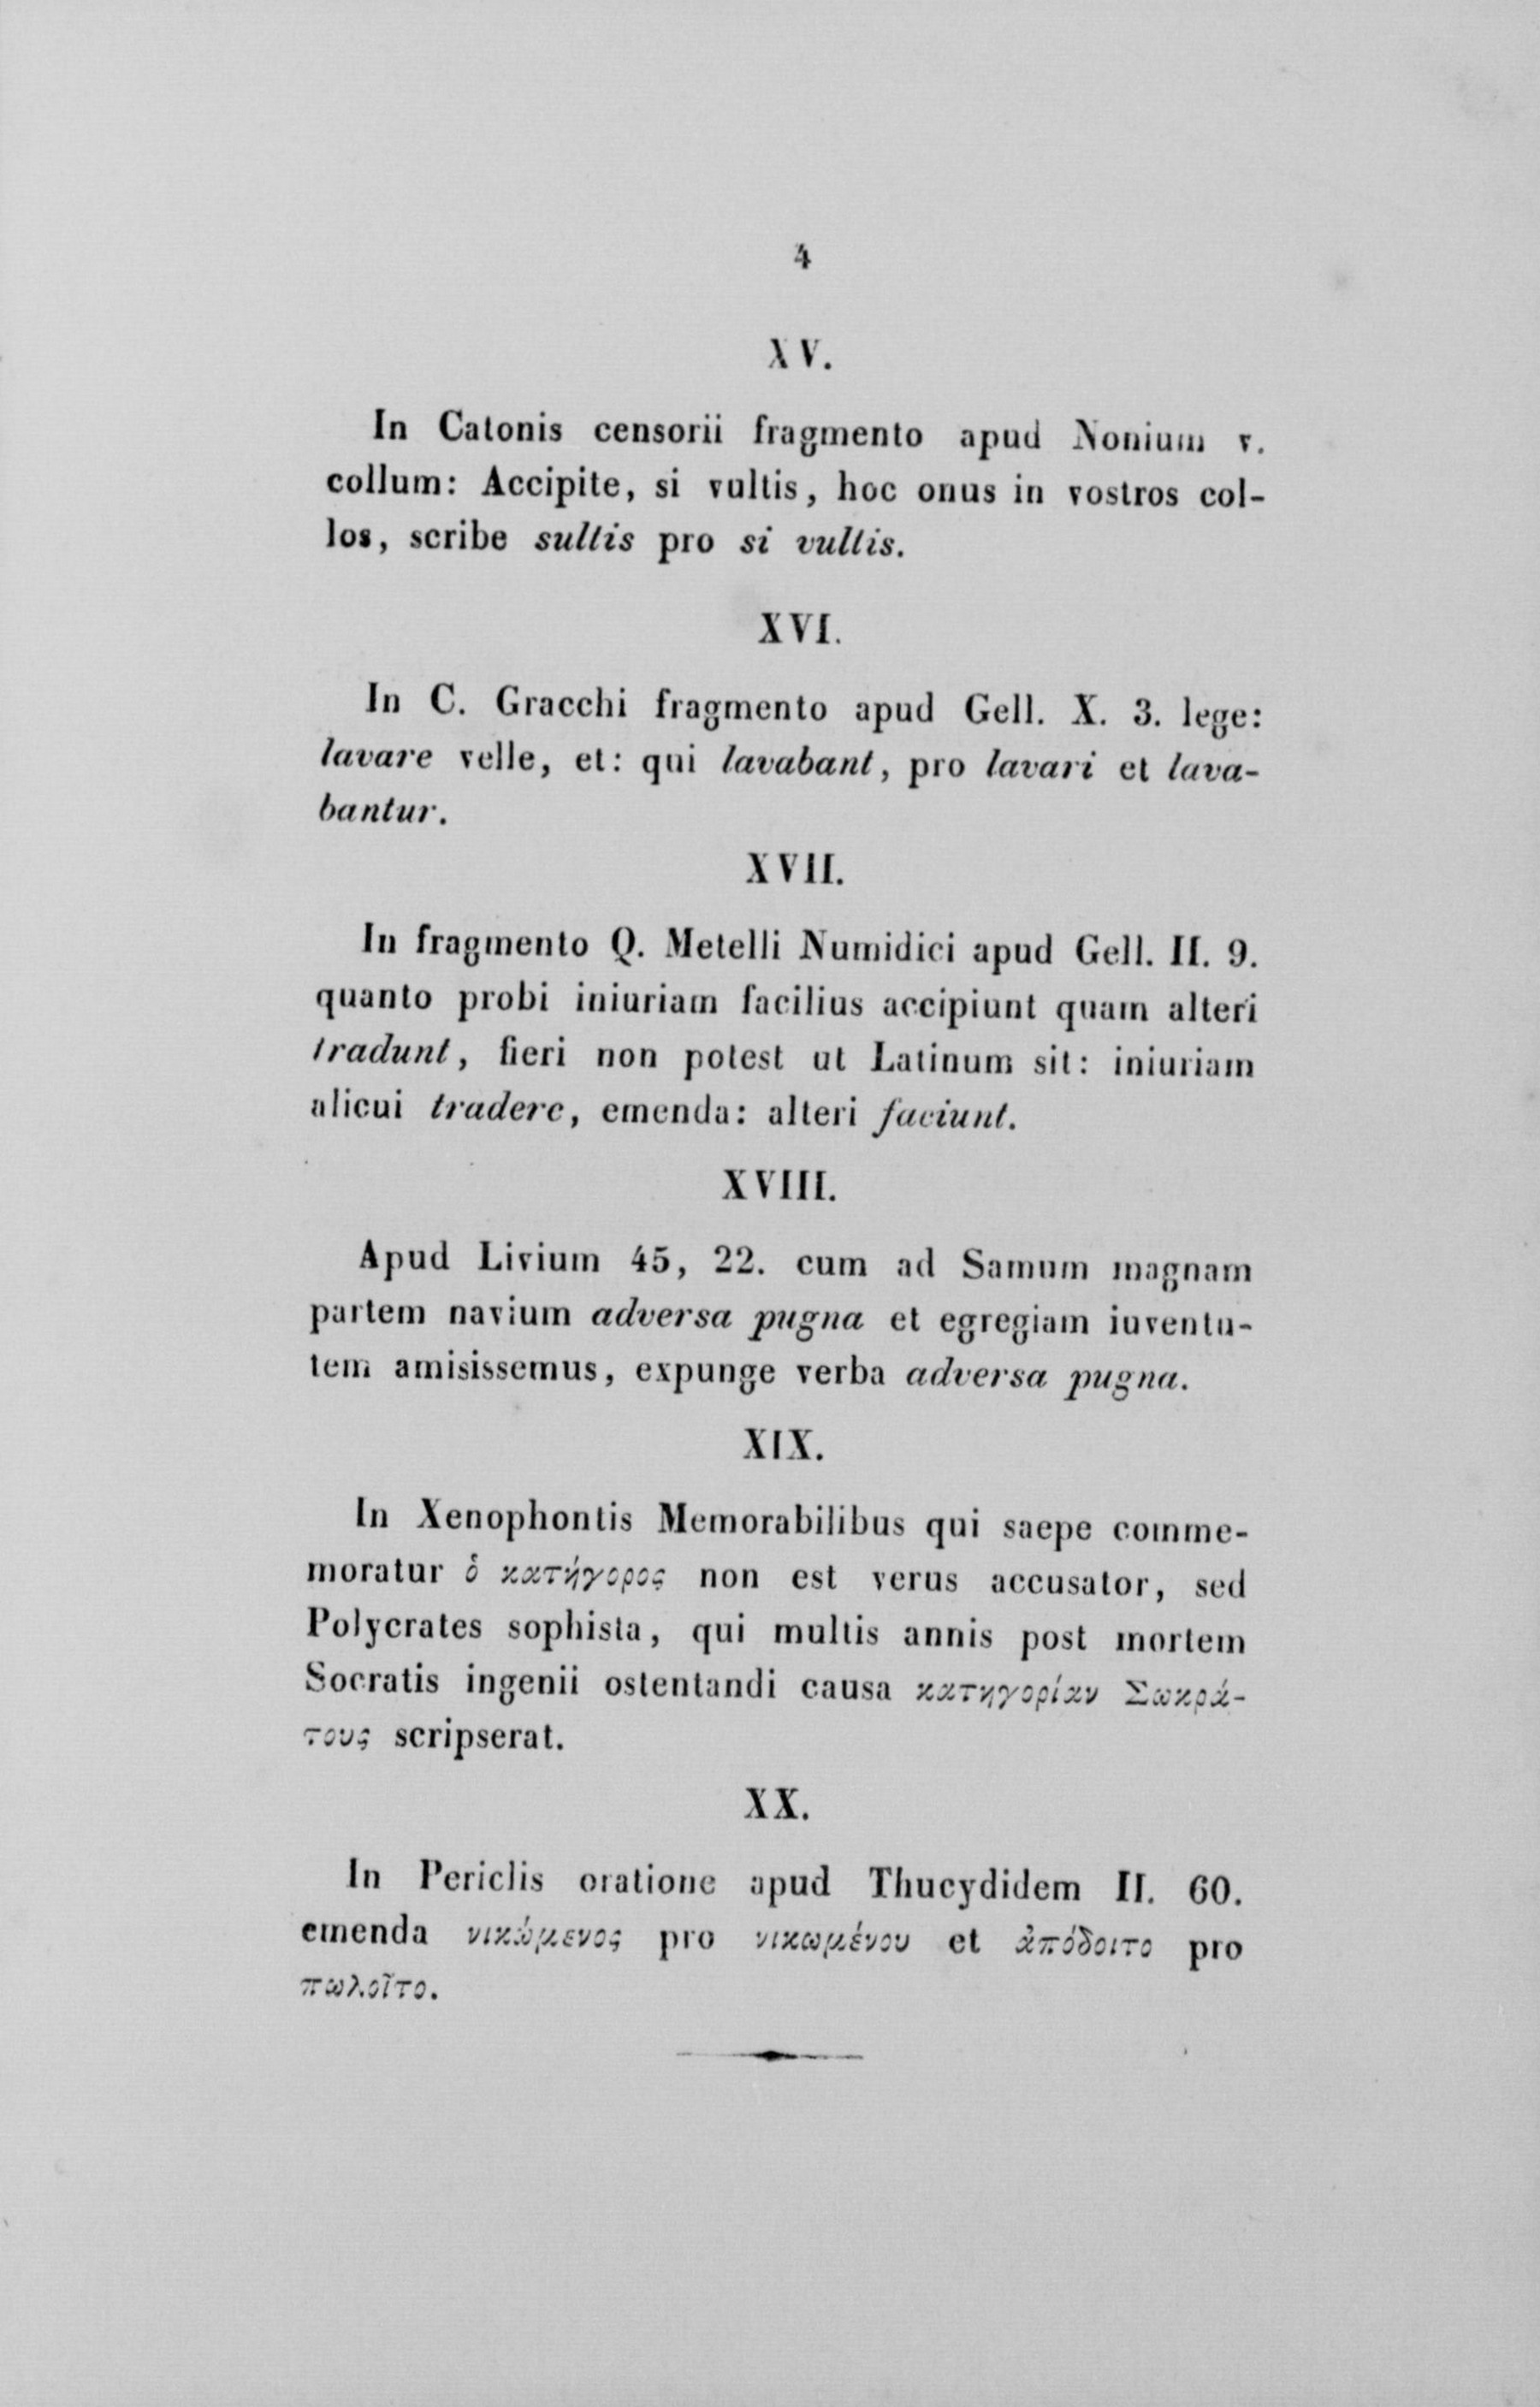 4
XV.
In Catonis censorii fragmento apud Nonium v.
collum: Accipite, si vultis, hoc onus in vostros col-
los, scribe sultis pro si vultis.
XVI.
In C. Gracchi fragmento apud Gell. X. 3. lege:
lavare velle, et: qui lavabant, pro lavari et lava-
bantur.
XVII.
In fragmento Q. Metelli Numidici apud Gell. II. 9.
quanto probi iniuriam facilius accipiunt quam alteri
tradunt, fieri non potest ut Latinum sit: iniuriam
alicui tradere, emenda: alteri faciunt.
XVIII.
Apud Livium 45, 22. cum ad Samum magnam
partem navium adversa pugna et egregiam iuventu-
tem amisissemus, expunge verba adversa pugna.
XIX.
In Xenophontis Memorabilibus qui saepe comme-
moratur ὁ κατήγορος non est verus accusator, sed
Polycrates sophista, qui multis annis post mortem
Socratis ingenii ostentandi causa κατηγορίαν Σωκρά-
τους scripserat.
XX.
In Periclis oratione apud Thucydidem II. 60.
emenda νικώμενος pro νικωμένου et ἀπόδοιτο pro
πωλοῖτο.